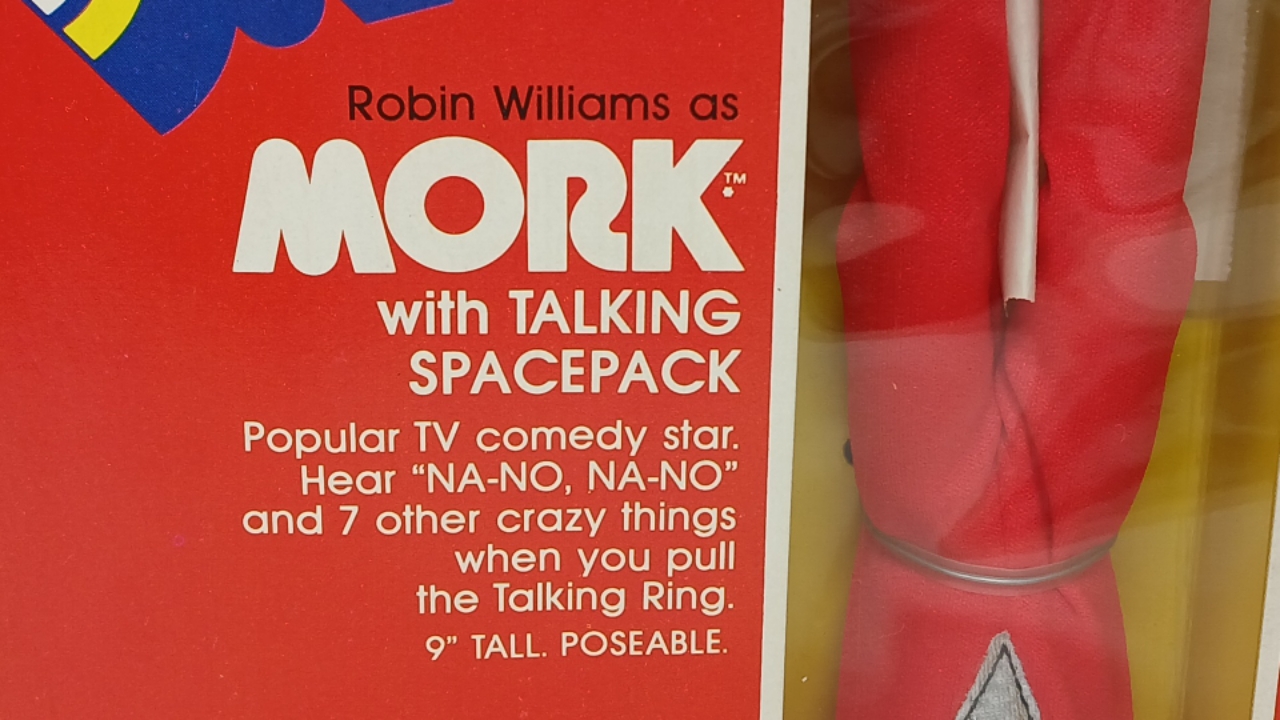 Robin Williams as
MORK™
with TALKING
SPACEPACK
Popular TV comedy star.
Hear “NA-NO, NA-NO”
and 7 other crazy things
when you pull
the Talking Ring.
9” TALL. POSEABLE.